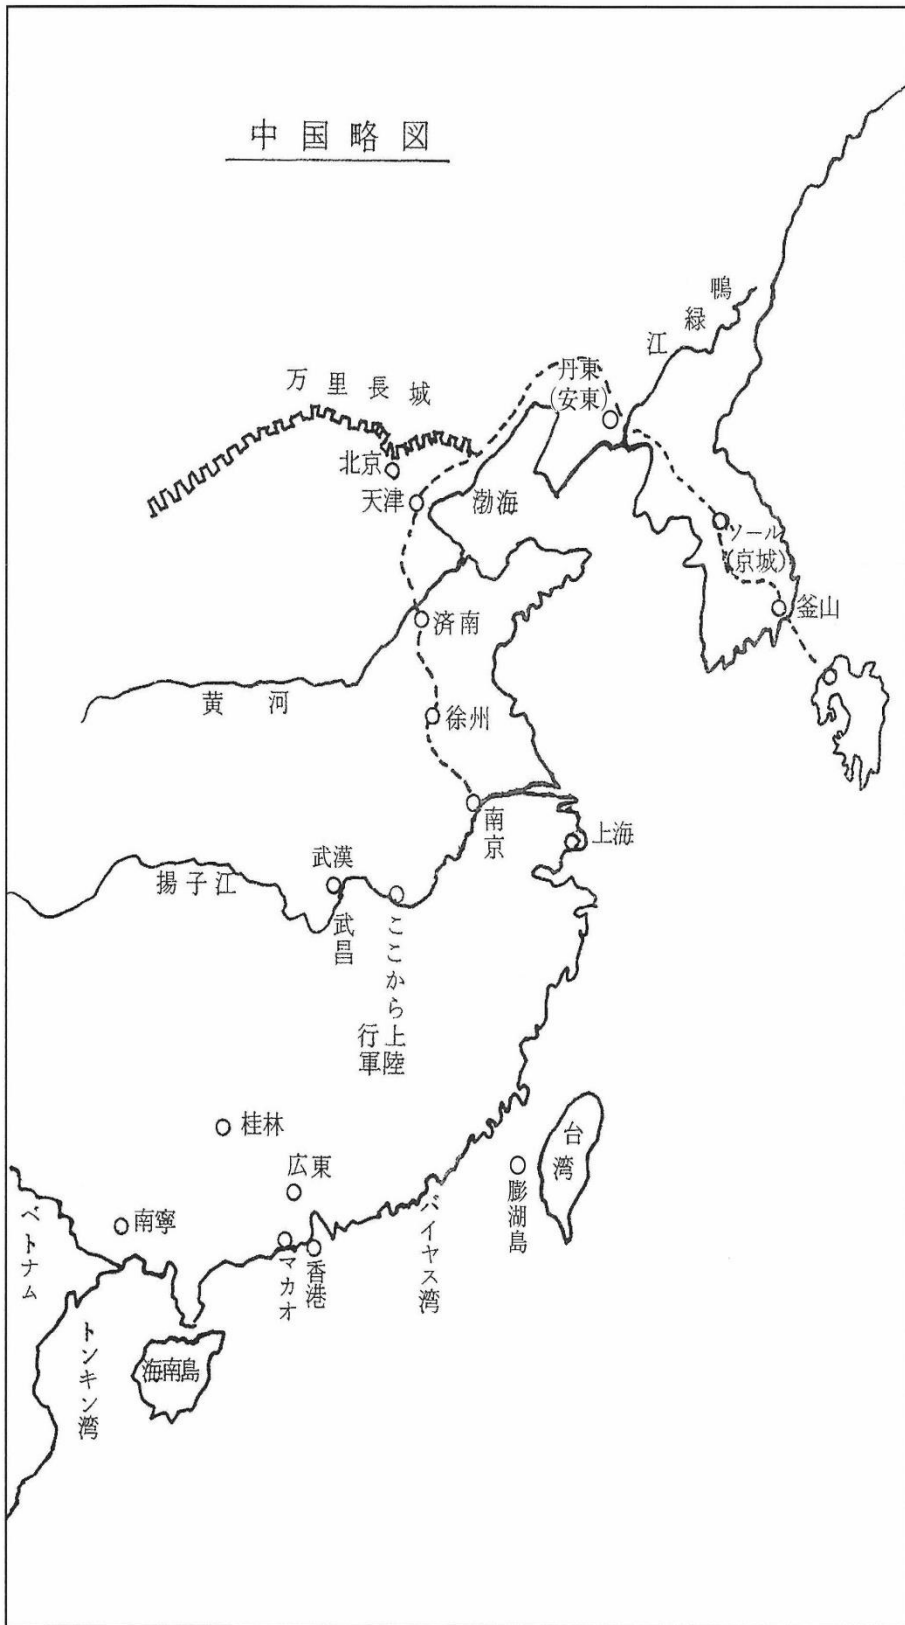 中国略図
鴨緑江
万里長城
丹東
(安東)
北京
天津
渤海
ソール
(京城)
釜山
済南
黄河
徐州
南京
上海
武漢
揚子江
武昌
ここから上陸
行軍
桂林
広東
台湾
膨湖島
南寧
バイヤス湾
香港
マカオ
ベトナム
トンキン湾
海南島